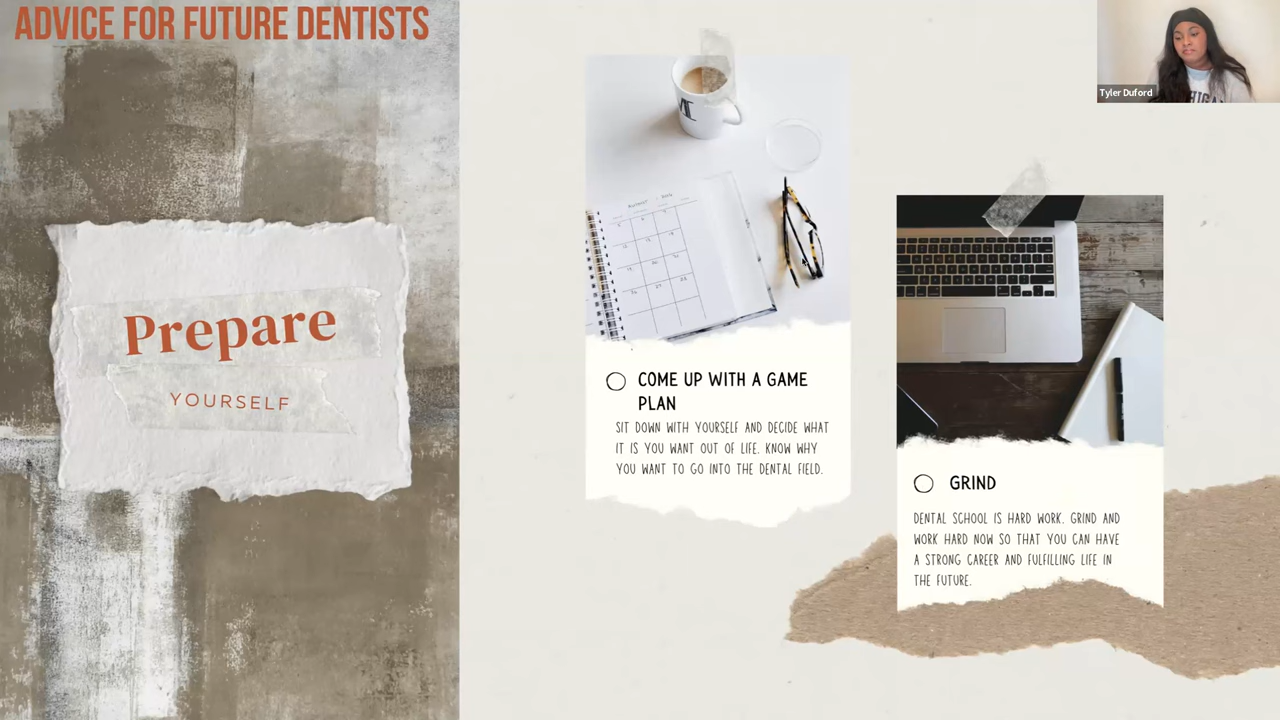 ADVICE FOR FUTURE DENTISTS
Prepare
YOURSELF
COME UP WITH A GAME
PLAN
SIT DOWN WITH YOURSELF AND DECIDE WHAT
IT IS YOU WANT OUT OF LIFE. KNOW WHY
YOU WANT TO GO INTO THE DENTAL FIELD.
GRIND
DENTAL SCHOOL IS HARD WORK. GRIND AND
WORK HARD NOW SO THAT YOU CAN HAVE
A STRONG CAREER AND FULFILLING LIFE IN
THE FUTURE.
Tyler Duford